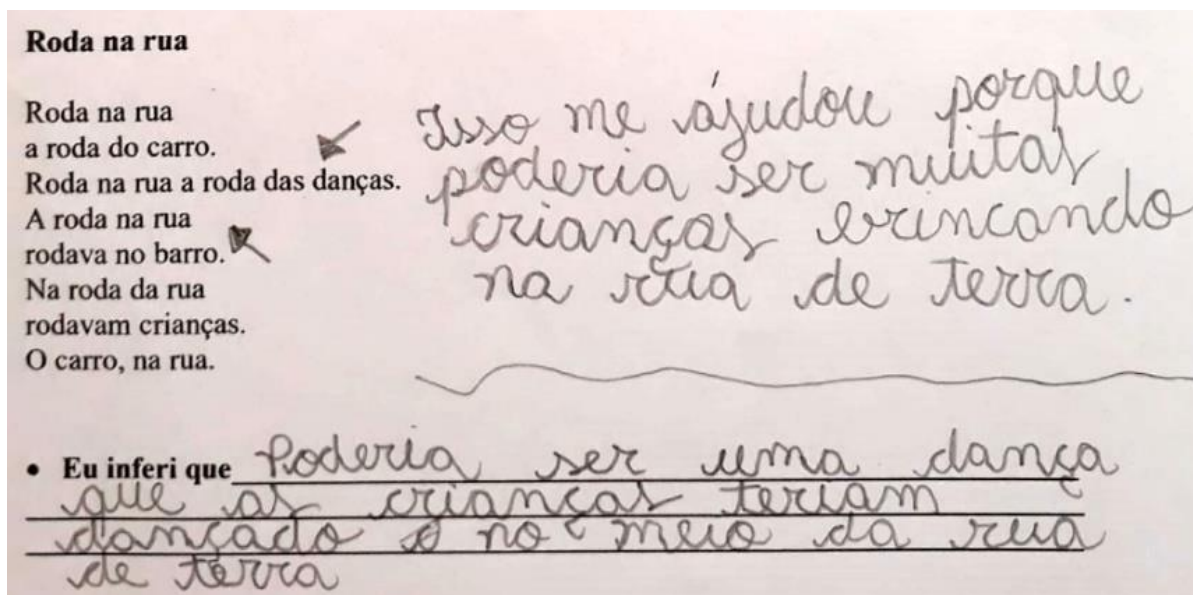 Roda na rua
Roda na rua
a roda do carro.
Roda na rua a roda das danças.
A roda na rua
rodava no barro.
Na roda da rua
rodavam crianças.
O carro, na rua.
Isso me ájudou porque
poderia ser muitas
crianças brincando
na rua de terra.
• Eu inferi que Poderia ser uma dança
que as crianças teriam
dançado no meio da rua
de terra